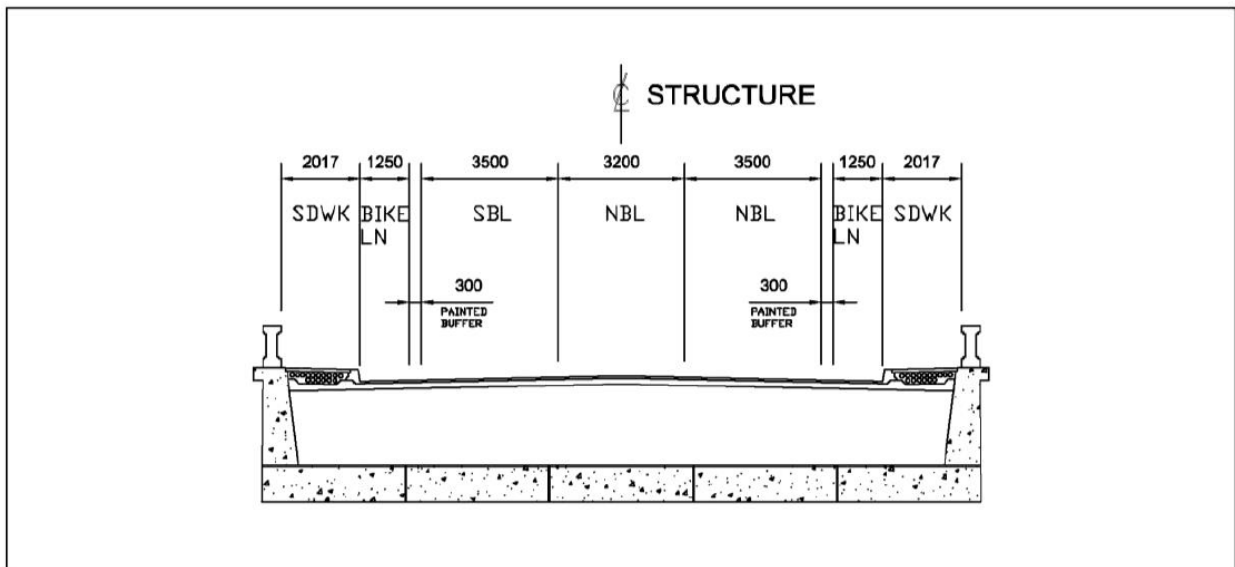 ℄ STRUCTURE
2017 1250 3500 3200 3500 1250 2017
SDWK BIKE LN SBL NBL NBL BIKE LN SDWK
300 PAINTED BUFFER
300 PAINTED BUFFER